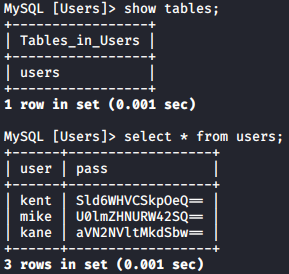 MySQL [Users]> show tables;
+-----------------+
| Tables_in_Users |
+-----------------+
| users           |
+-----------------+
1 row in set (0.001 sec)
MySQL [Users]> select * from users;
+------+------------------+
| user | pass             |
+------+------------------+
| kent | Sld6WHVCSkpOeQ== |
| mike | U0lmZHNURW42SQ== |
| kane | aVN2NVltMkdSbw== |
+------+------------------+
3 rows in set (0.001 sec)